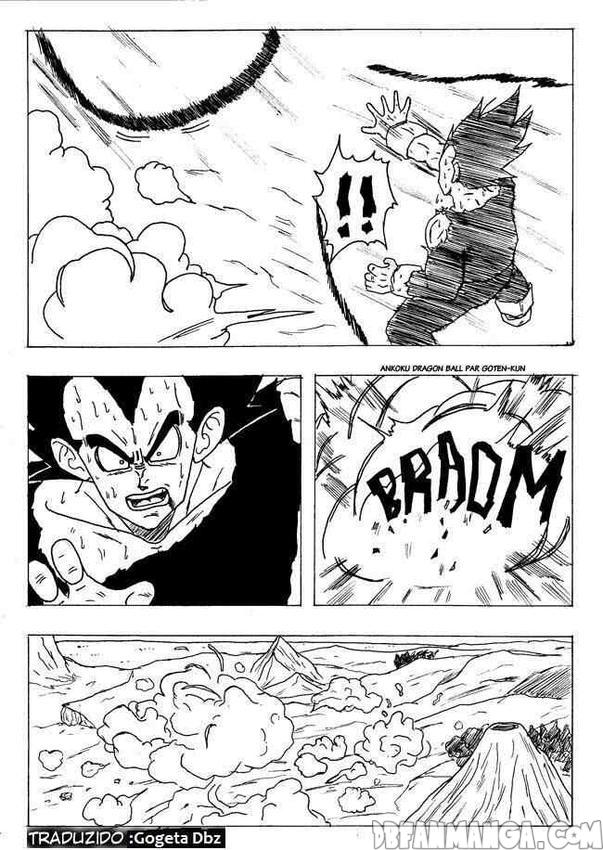 !!
ANKOKU DRAGON BALL PAR GOTEN-KUN
BRAOM
TRADUZIDO :Gogeta Dbz
DBFANMANGA.COM